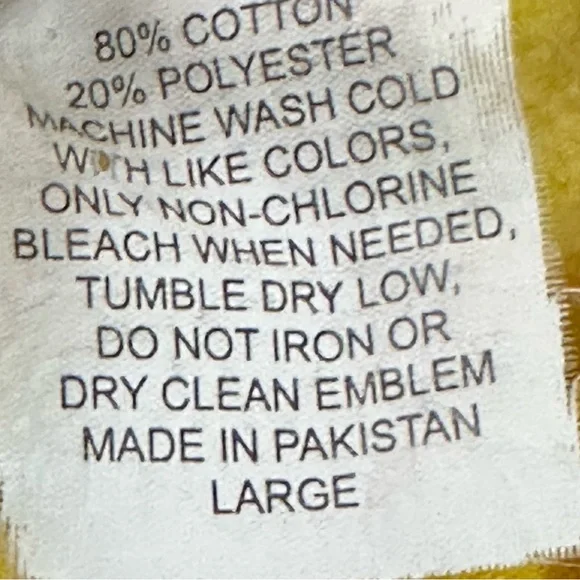 80% COTTON
20% POLYESTER
MACHINE WASH COLD
WITH LIKE COLORS,
ONLY NON-CHLORINE
BLEACH WHEN NEEDED,
TUMBLE DRY LOW,
DO NOT IRON OR
DRY CLEAN EMBLEM
MADE IN PAKISTAN
LARGE